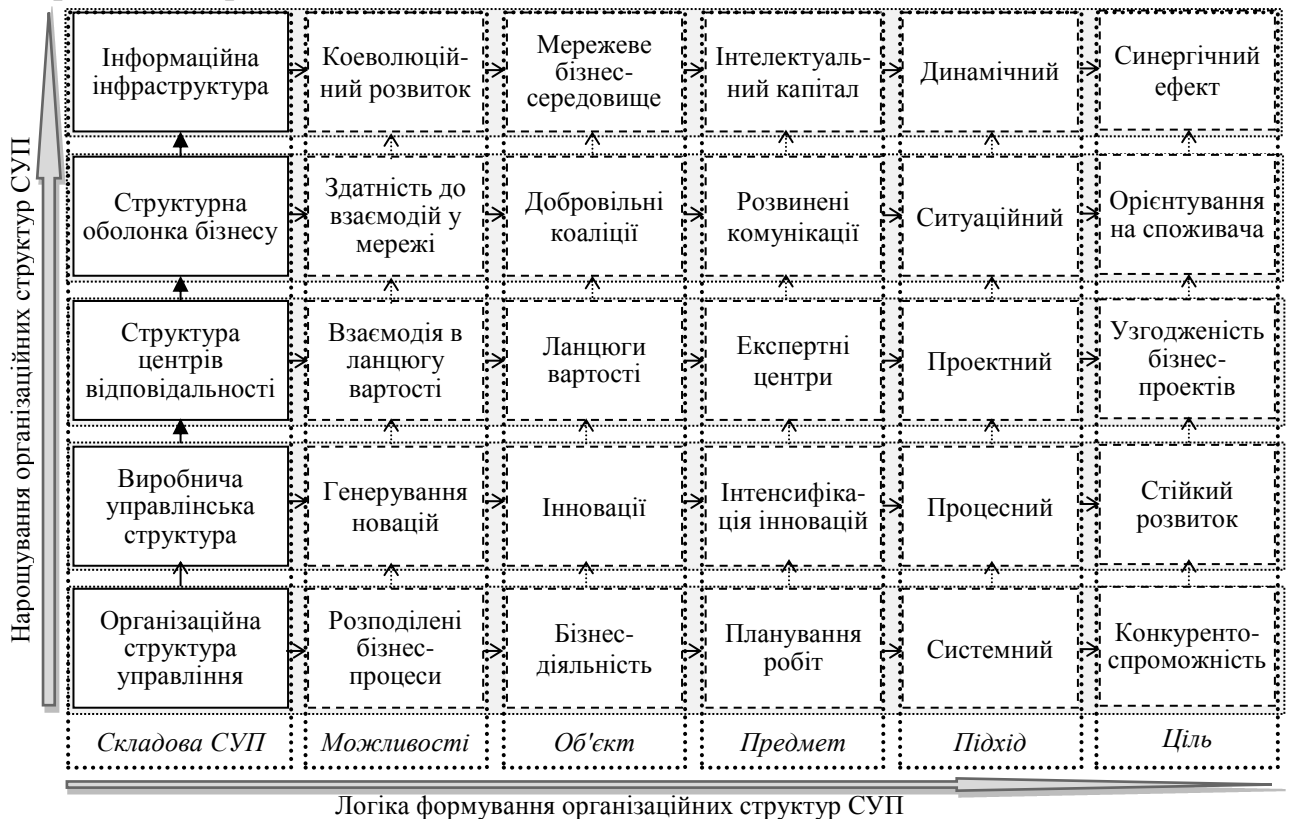 Нарощування організаційних структур СУП
Інформаційна
інфраструктура
Коеволюцій-
ний розвиток
Мережеве
бізнес-
середовище
Інтелектуаль-
ний капітал
Динамічний
Синергічний
ефект
Структурна
оболонка бізнесу
Здатність до
взаємодій у
мережі
Добровільні
коаліції
Розвинені
комунікації
Ситуаційний
Орієнтування
на споживача
Структура
центрів
відповідальності
Взаємодія в
ланцюгу
вартості
Ланцюги
вартості
Експертні
центри
Проектний
Узгодженість
бізнес-
проектів
Виробнича
управлінська
структура
Генерування
новацій
Інновації
Інтенсифіка-
ція інновацій
Процесний
Стійкий
розвиток
Організаційна
структура
управління
Розподілені
бізнес-
процеси
Бізнес-
діяльність
Планування
робіт
Системний
Конкуренто-
спроможність
Складова СУП
Можливості
Об'єкт
Предмет
Підхід
Ціль
Логіка формування організаційних структур СУП